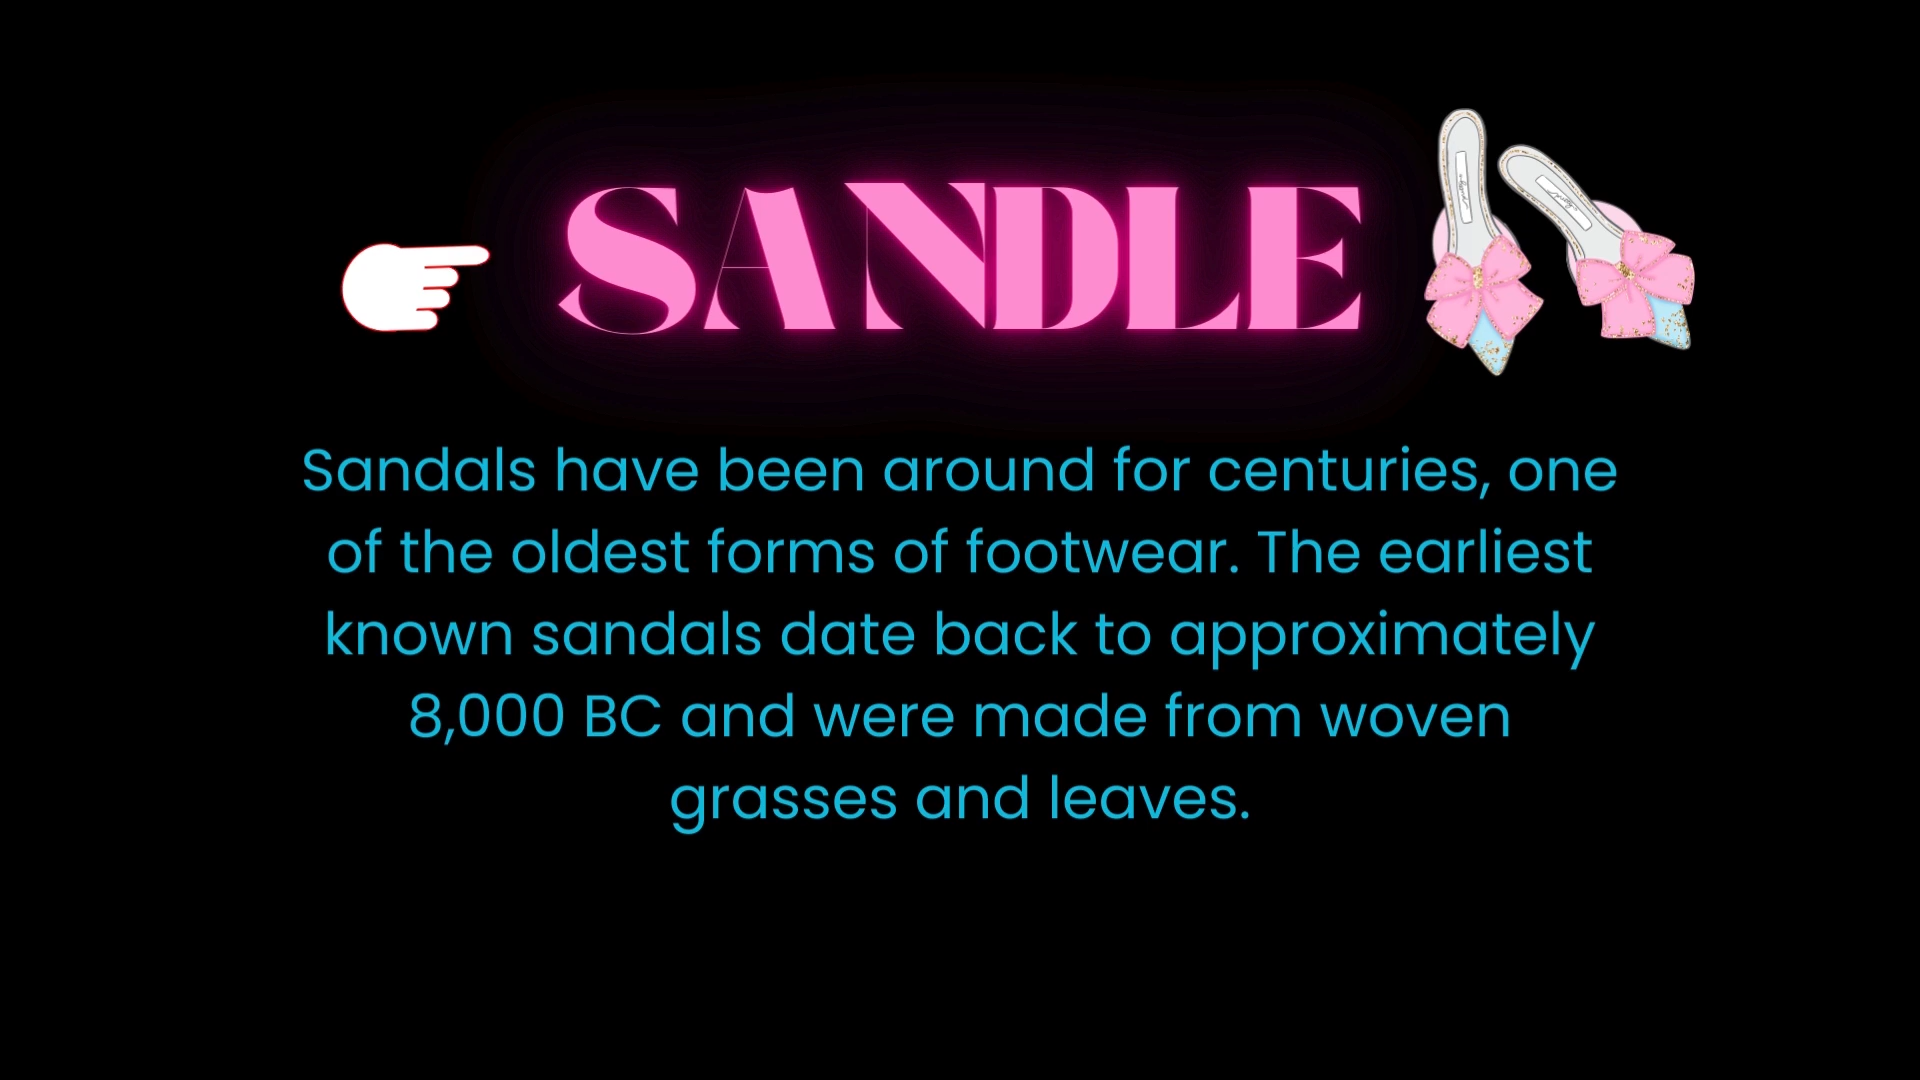 SANDLE
Sandals have been around for centuries, one
of the oldest forms of footwear. The earliest
known sandals date back to approximately
8,000 BC and were made from woven
grasses and leaves.